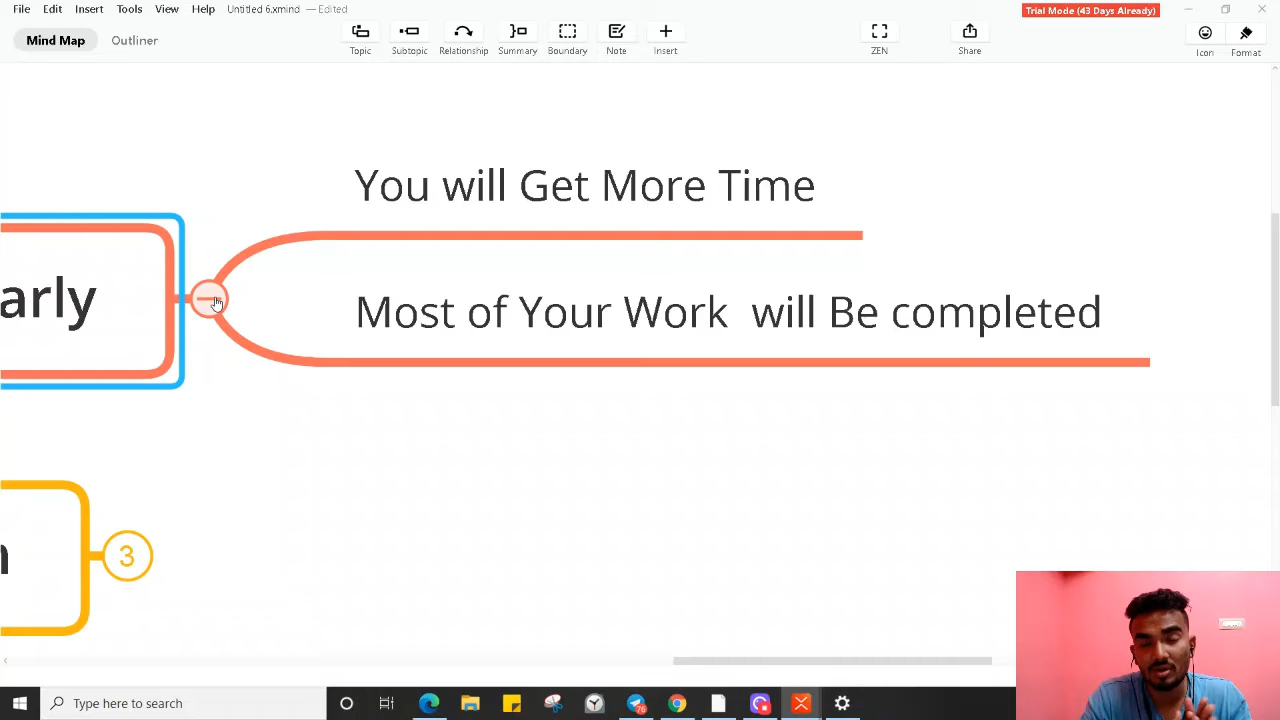 File Edit Insert Tools View Help Untitled 6.xmind — Edited
Trial Mode (43 Days Already)
Mind Map Outliner
Topic Subtopic Relationship Summary Boundary Note Insert ZEN Share Icon Format
You will Get More Time
arly
Most of Your Work will Be completed
3
Type here to search
76